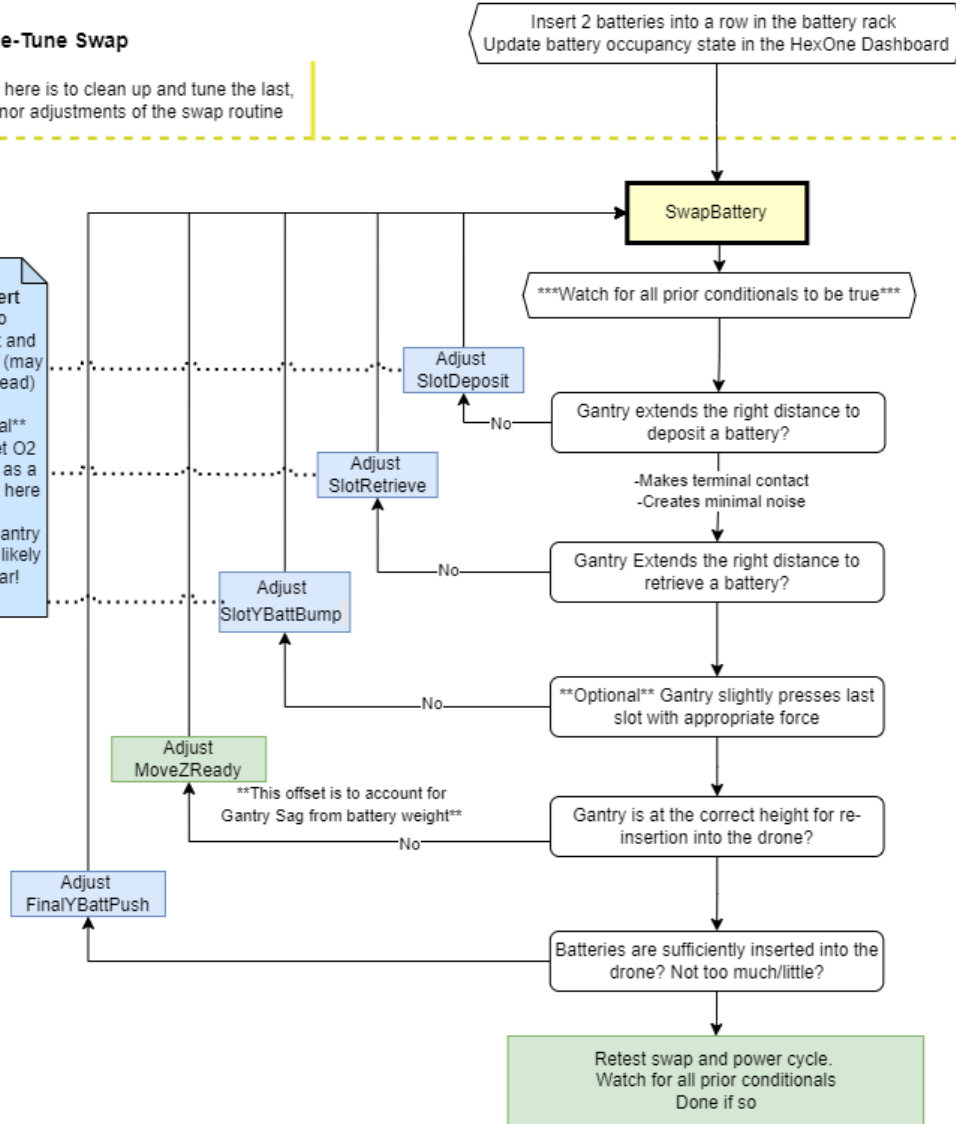 e-Tune Swap
here is to clean up and tune the last,
nor adjustments of the swap routine
Insert 2 batteries into a row in the battery rack
Update battery occupancy state in the HexOne Dashboard
SwapBattery
***Watch for all prior conditionals to be true***
ert
o
and
(may
ead)
al**
et O2
as a
here
antry
likely
ar!
Adjust
SlotDeposit
No
Gantry extends the right distance to
deposit a battery?
-Makes terminal contact
-Creates minimal noise
Adjust
SlotRetrieve
No
Gantry Extends the right distance to
retrieve a battery?
Adjust
SlotYBattBump
No
**Optional** Gantry slightly presses last
slot with appropriate force
Adjust
MoveZReady
**This offset is to account for
Gantry Sag from battery weight**
No
Gantry is at the correct height for re-
insertion into the drone?
Adjust
FinalYBattPush
Batteries are sufficiently inserted into the
drone? Not too much/little?
Retest swap and power cycle.
Watch for all prior conditionals
Done if so